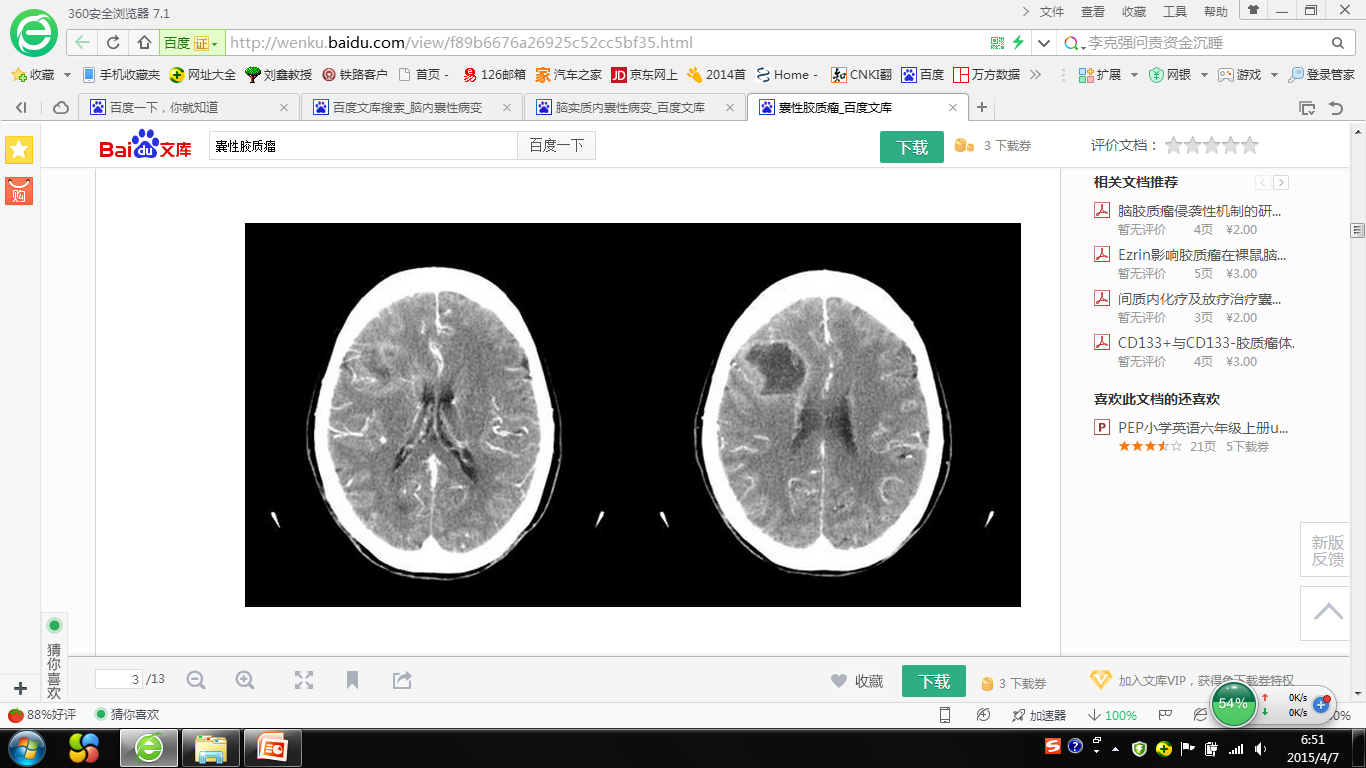 360安全浏览器 7.1
文件 查看 收藏 工具 帮助
百度 证 http://wenku.baidu.com/view/f89b6676a26925c52cc5bf35.html 李克强问责资金沉睡
收藏 手机收藏夹 网址大全 刘鑫教授 铁路客户 首页 - 126邮箱 汽车之家 JD 京东网上 2014首 Home - CNKI翻 百度 万方数据 扩展 网银 游戏 登录管家
百度一下，你就知道 百度文库搜索_脑内囊性病变 脑实质内囊性病变_百度文库 囊性胶质瘤_百度文库
购
Bai du 文库 囊性胶质瘤 百度一下 下载 3 下载券 评价文档：
相关文档推荐
脑胶质瘤侵袭性机制的研...
暂无评价 4页 ¥2.00
Ezrin影响胶质瘤在裸鼠脑...
暂无评价 5页 ¥3.00
间质内化疗及放疗治疗囊...
暂无评价 3页 ¥2.00
CD133+与CD133-胶质瘤体.
暂无评价 4页 ¥3.00
喜欢此文档的还喜欢
PEP小学英语六年级上册u...
21页 5下载券
新版
反馈
猜你喜欢
3 /13 收藏 下载 3 下载券 加入文库VIP，获得免下载券特权
88%好评 猜你喜欢 加速器 100%
54% 0K/s
0K/s
6:51
2015/4/7